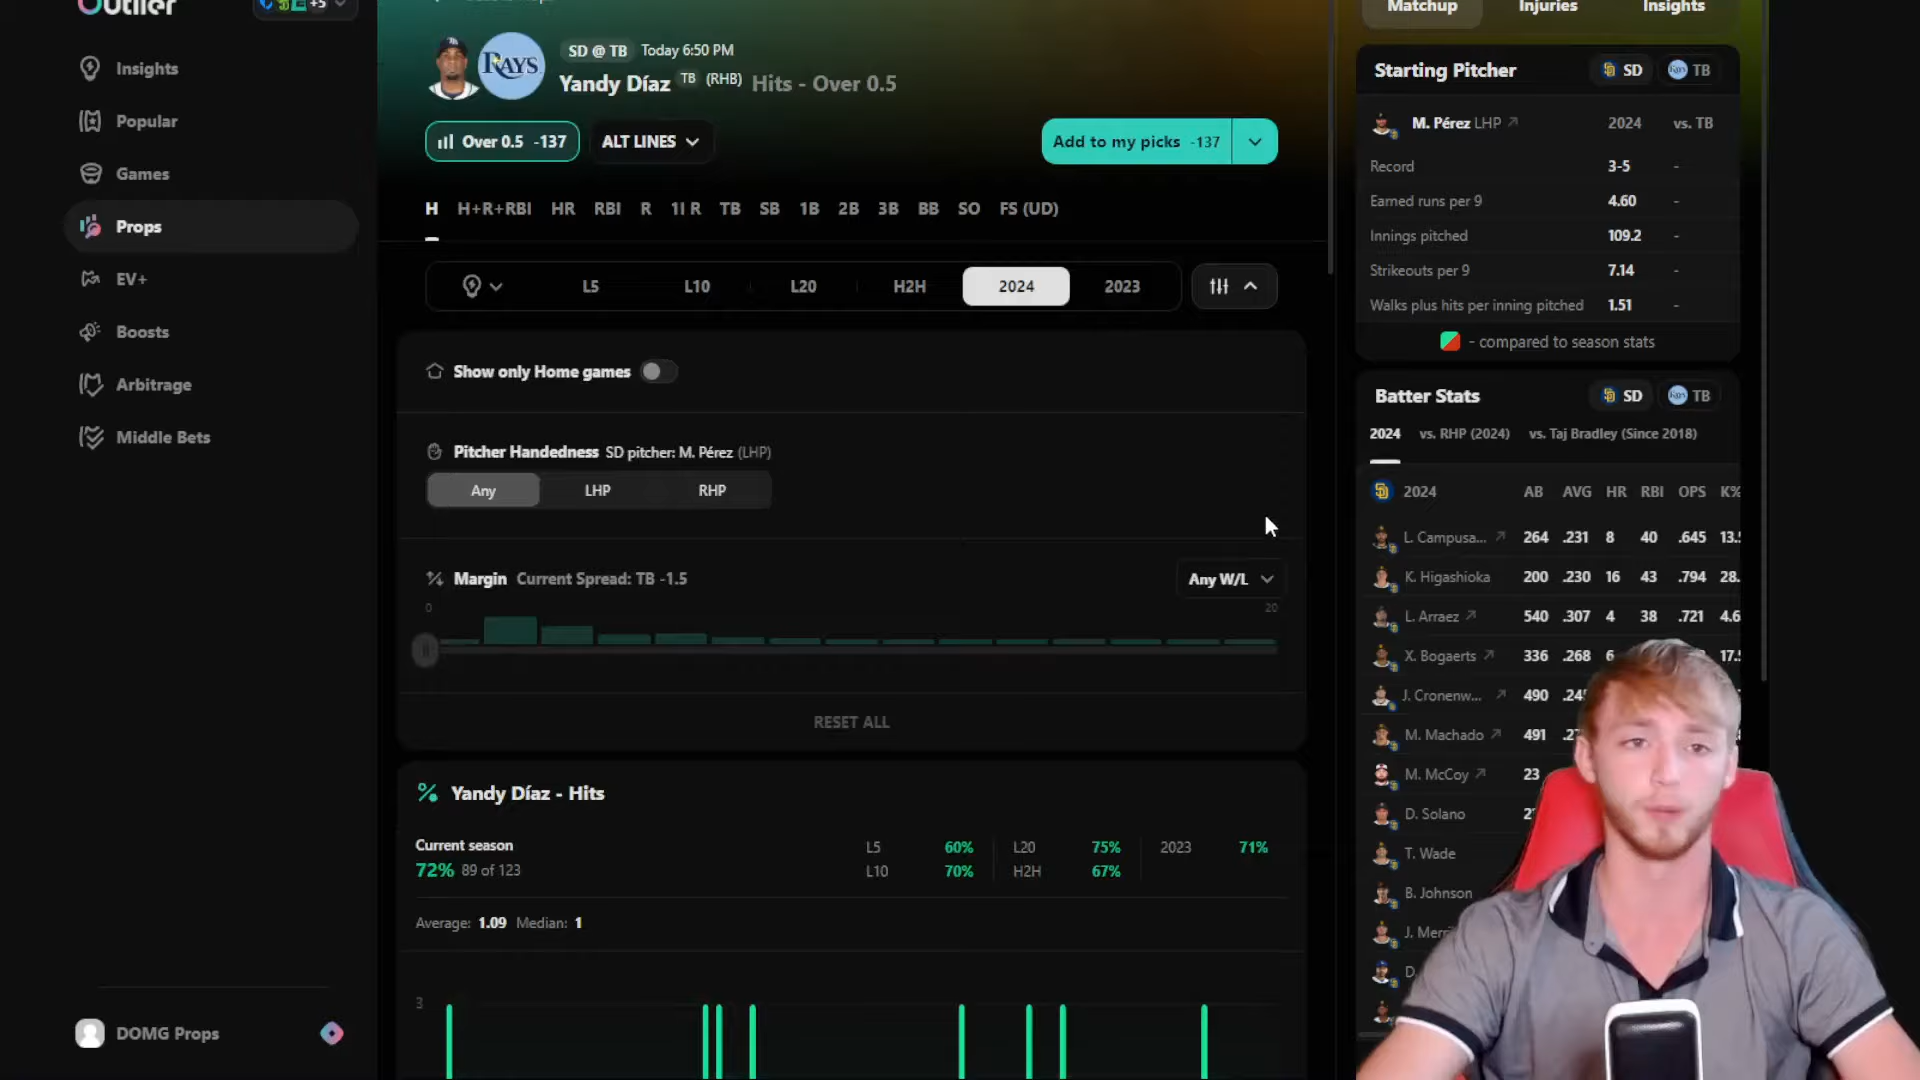 Outlier
+5
Insights
Popular
Games
Props
EV+
Boosts
Arbitrage
Middle Bets
DOMG Props
RAYS
SD @ TB Today 6:50 PM
Yandy Díaz TB (RHB) Hits - Over 0.5
Over 0.5 -137
ALT LINES
Add to my picks -137
H H+R+RBI HR RBI R 1I R TB SB 1B 2B 3B BB SO FS (UD)
L5 L10 L20 H2H 2024 2023
Show only Home games
Pitcher Handedness SD pitcher: M. Pérez (LHP)
Any LHP RHP
Margin Current Spread: TB -1.5
Any W/L
0 20
RESET ALL
Yandy Díaz - Hits
Current season
72% 89 of 123
L5 60% L20 75% 2023 71%
L10 70% H2H 67%
Average: 1.09 Median: 1
3
Matchup Injuries Insights
Starting Pitcher SD TB
M. Pérez LHP 2024 vs. TB
Record 3-5 -
Earned runs per 9 4.60 -
Innings pitched 109.2 -
Strikeouts per 9 7.14 -
Walks plus hits per inning pitched 1.51 -
- compared to season stats
Batter Stats SD TB
2024 vs. RHP (2024) vs. Taj Bradley (Since 2018)
2024 AB AVG HR RBI OPS K%
L. Campusa... 264 .231 8 40 .645 13.
K. Higashioka 200 .230 16 43 .794 28.
L. Arraez 540 .307 4 38 .721 4.6
X. Bogaerts 336 .268 6 17.
J. Cronenw... 490
M. Machado 491
M. McCoy 23
D. Solano
T. Wade
B. Johnson
J. Merri
D.